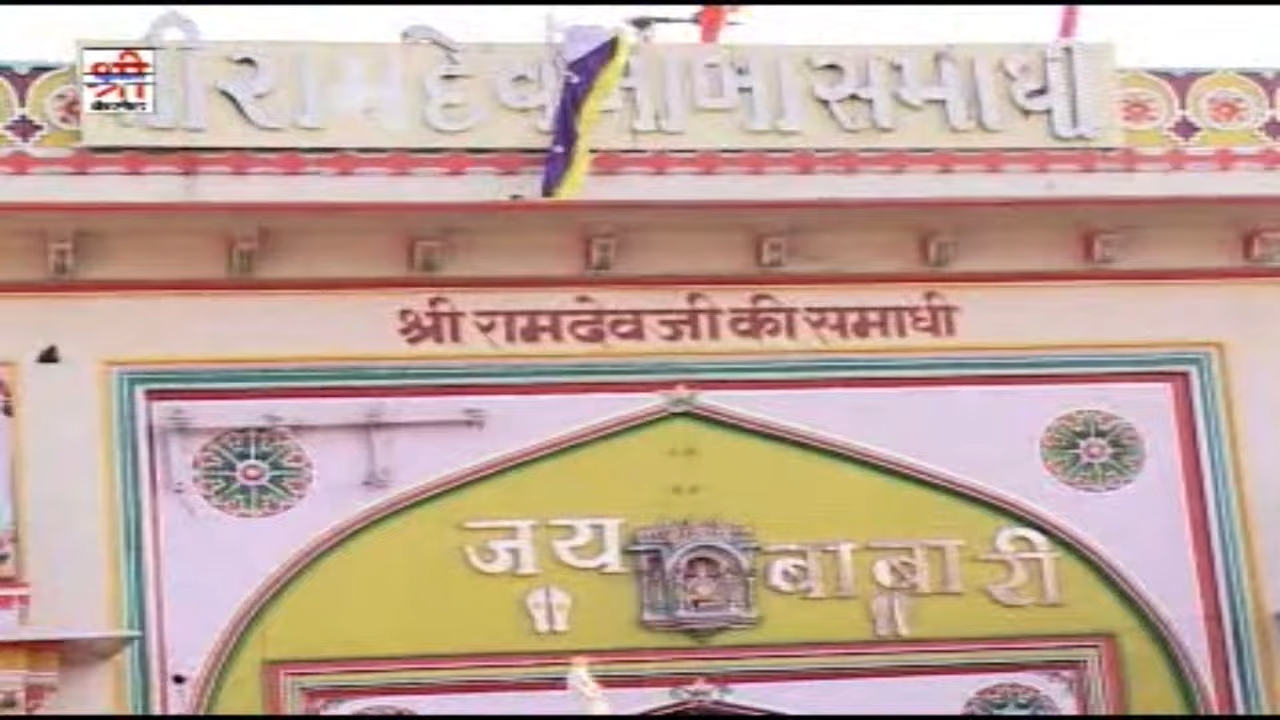 श्री
श्री रामदेव बाबा समाधी
श्री रामदेव जी की समाधी
जय बाबा री